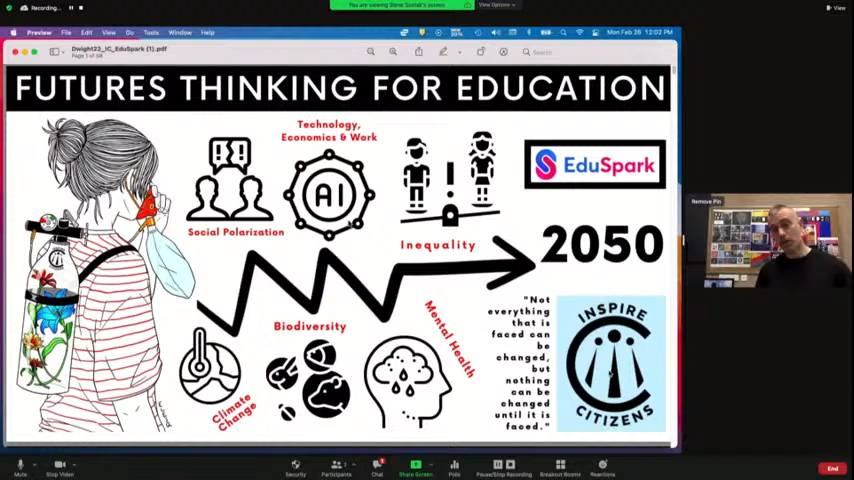 Recording...
You are viewing Steve Sostak's screen
View Options
View
Preview File Edit View Go Tools Window Help
Mon Feb 26 12:02 PM
Dwight23_IC_EduSpark (1).pdf
Page 1 of 58
Search
FUTURES THINKING FOR EDUCATION
Technology,
Economics & Work
AI
Social Polarization
Inequality
EduSpark
2050
Biodiversity
Mental Health
Climate
Change
"Not
everything
that is
faced can
be
changed,
but
nothing
can be
changed
until it is
faced."
INSPIRE
CITIZENS
Remove Pin
Mute
Stop Video
Security
Participants
Chat
Share Screen
Polls
Pause/Stop Recording
Breakout Rooms
Reactions
End